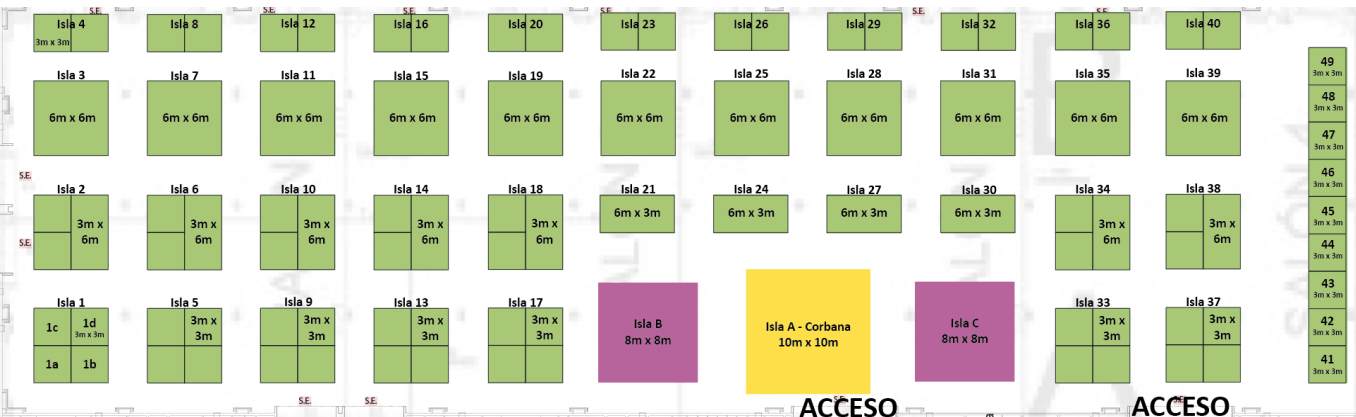 S.E. S.E. S.E. S.E. S.E. S.E.
Isla 4 Isla 8 Isla 12 Isla 16 Isla 20 Isla 23 Isla 26 Isla 29 Isla 32 Isla 36 Isla 40
3m x 3m
49
3m x 3m
Isla 3 Isla 7 Isla 11 Isla 15 Isla 19 Isla 22 Isla 25 Isla 28 Isla 31 Isla 35 Isla 39
48
3m x 3m
6m x 6m 6m x 6m 6m x 6m 6m x 6m 6m x 6m 6m x 6m 6m x 6m 6m x 6m 6m x 6m 6m x 6m 6m x 6m
47
3m x 3m
S.E.
46
3m x 3m
Isla 2 Isla 6 Isla 10 Isla 14 Isla 18 Isla 21 Isla 24 Isla 27 Isla 30 Isla 34 Isla 38
3m x 3m x 3m x 3m x 3m x 6m x 3m 6m x 3m 6m x 3m 6m x 3m 3m x 3m x
6m 6m 6m 6m 6m 6m 6m
45
3m x 3m
S.E.
44
3m x 3m
43
3m x 3m
Isla 1 Isla 5 Isla 9 Isla 13 Isla 17 Isla 33 Isla 37
1c 1d 3m x 3m x 3m x 3m x 3m x 3m x
3m x 3m 3m 3m 3m 3m 3m 3m
Isla B
8m x 8m
Isla A - Corbana
10m x 10m
Isla C
8m x 8m
42
3m x 3m
1a 1b
41
3m x 3m
S.E. S.E. S.E.
ACCESO ACCESO